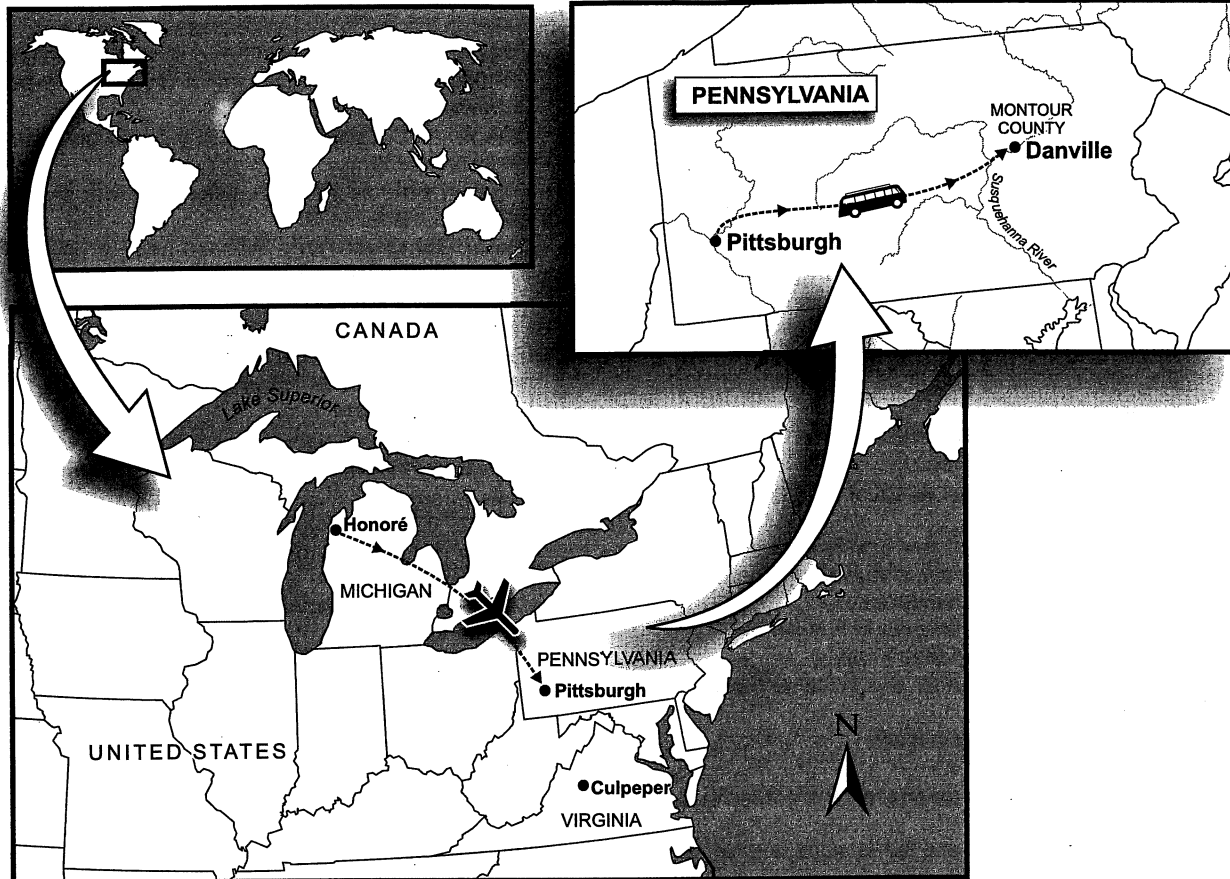 PENNSYLVANIA
MONTOUR
COUNTY
Danville
Pittsburgh
Susquehanna River
CANADA
Lake Superior
Honoré
MICHIGAN
PENNSYLVANIA
Pittsburgh
UNITED STATES
N
Culpeper
VIRGINIA